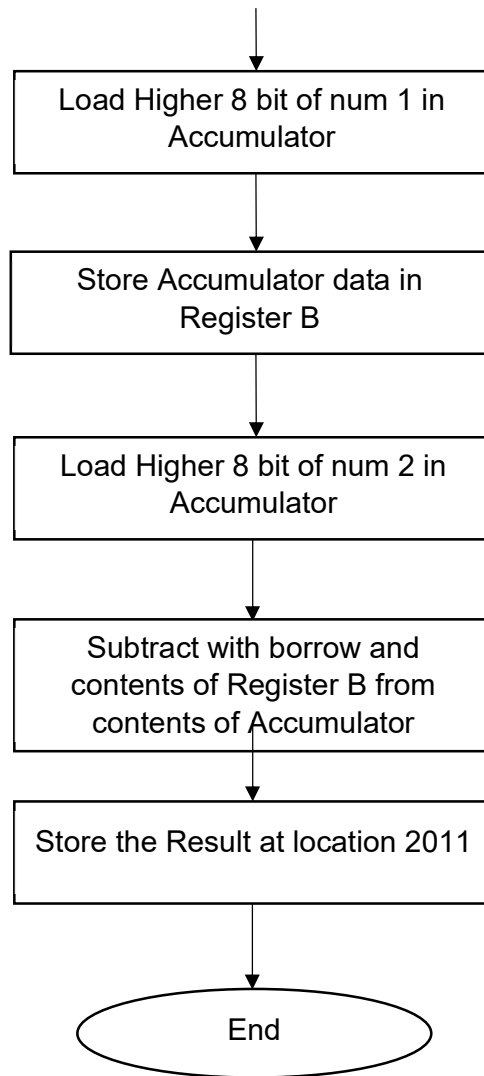 Load Higher 8 bit of num 1 in
Accumulator
Store Accumulator data in
Register B
Load Higher 8 bit of num 2 in
Accumulator
Subtract with borrow and
contents of Register B from
contents of Accumulator
Store the Result at location 2011
End